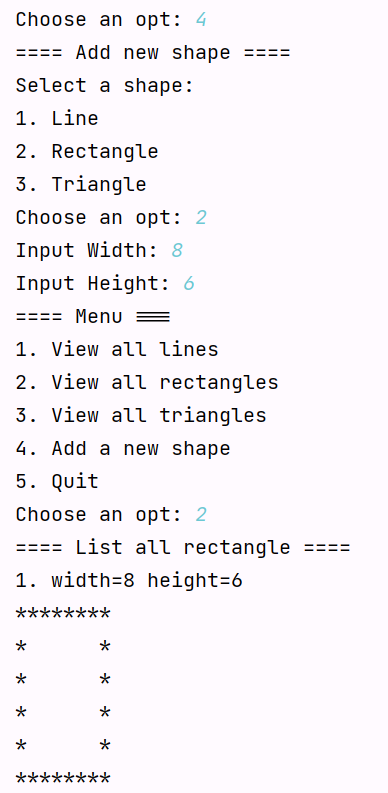 Choose an opt: 4
==== Add new shape ====
Select a shape:
1. Line
2. Rectangle
3. Triangle
Choose an opt: 2
Input Width: 8
Input Height: 6
==== Menu ===
1. View all lines
2. View all rectangles
3. View all triangles
4. Add a new shape
5. Quit
Choose an opt: 2
==== List all rectangle ====
1. width=8 height=6
********
*      *
*      *
*      *
*      *
********